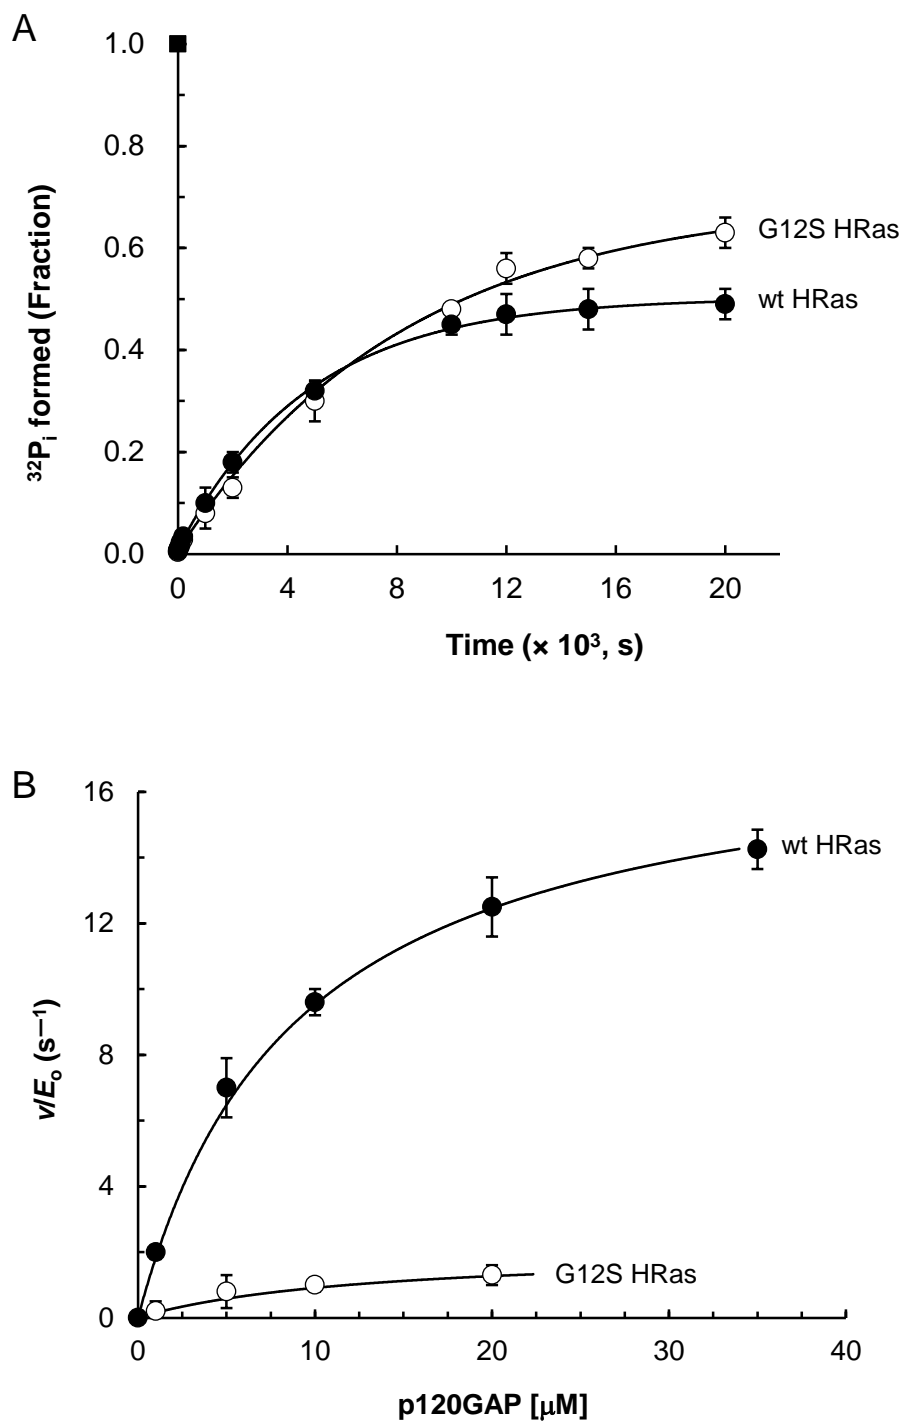 A
1.0
0.8
0.6
0.4
0.2
0.0
³²Pᵢ formed (Fraction)
G12S HRas
wt HRas
0 4 8 12 16 20
Time (× 10³, s)
B
16
12
8
4
0
v/Eₒ (s⁻¹)
wt HRas
G12S HRas
0 10 20 30 40
p120GAP [μM]